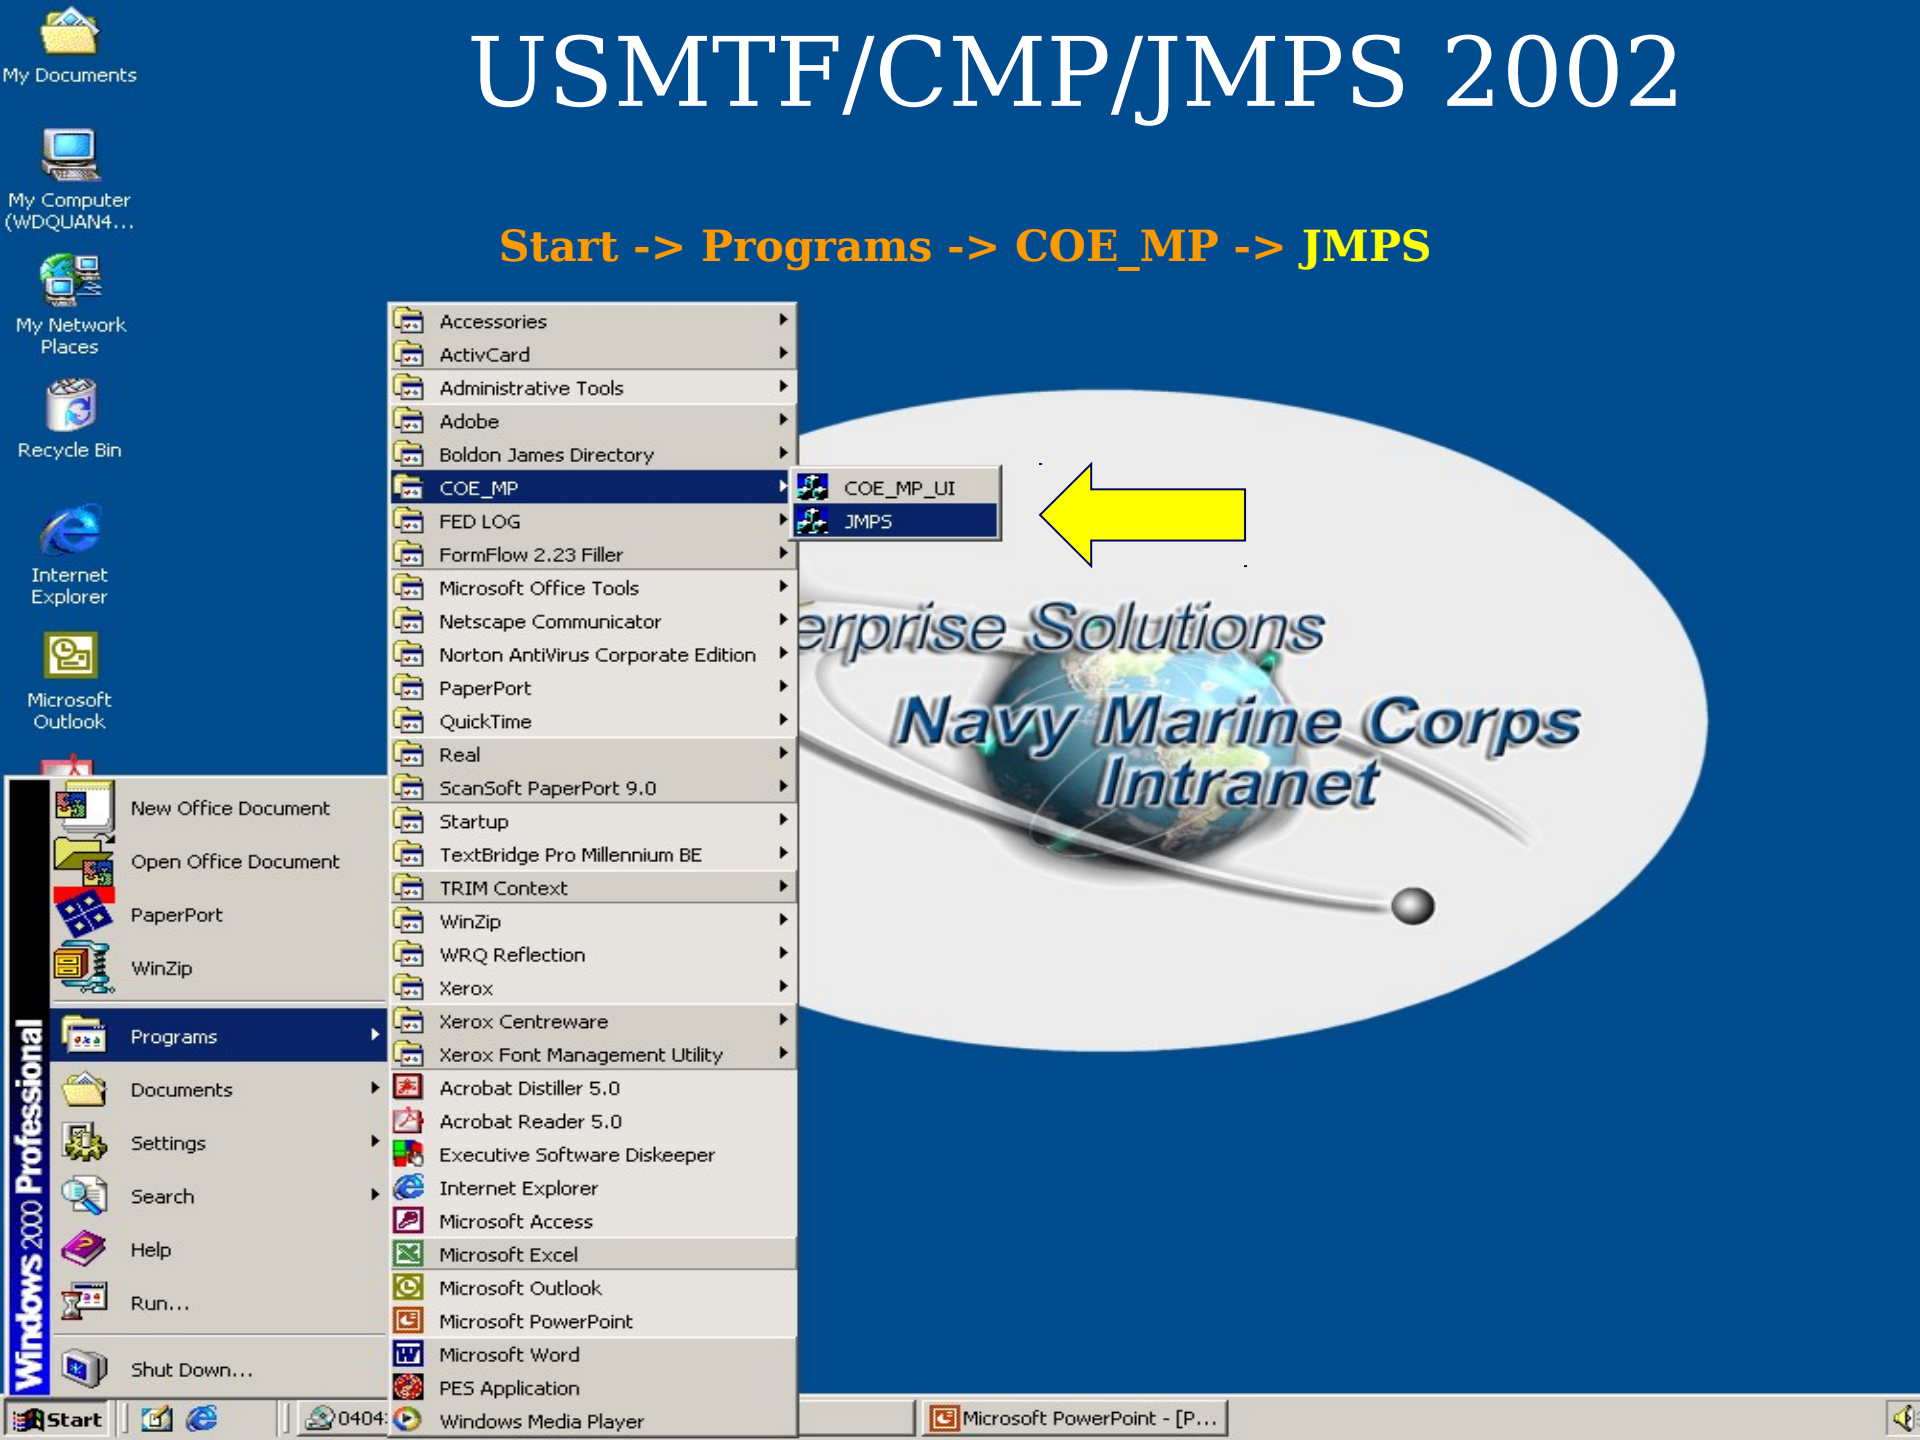 USMTF/CMP/JMPS 2002
Start -> Programs -> COE_MP -> JMPS
My Documents
My Computer
(WDQUAN4...
My Network
Places
Recycle Bin
Internet
Explorer
Microsoft
Outlook
Accessories
ActivCard
Administrative Tools
Adobe
Boldon James Directory
COE_MP
FED LOG
FormFlow 2.23 Filler
Microsoft Office Tools
Netscape Communicator
Norton AntiVirus Corporate Edition
PaperPort
QuickTime
Real
ScanSoft PaperPort 9.0
Startup
TextBridge Pro Millennium BE
TRIM Context
WinZip
WRQ Reflection
Xerox
Xerox Centreware
Xerox Font Management Utility
Acrobat Distiller 5.0
Acrobat Reader 5.0
Executive Software Diskeeper
Internet Explorer
Microsoft Access
Microsoft Excel
Microsoft Outlook
Microsoft PowerPoint
Microsoft Word
PES Application
Windows Media Player
COE_MP_UI
JMPS
erprise Solutions
Navy Marine Corps
Intranet
New Office Document
Open Office Document
PaperPort
WinZip
Programs
Documents
Settings
Search
Help
Run...
Shut Down...
Windows 2000 Professional
Start
0404
Microsoft PowerPoint - [P...